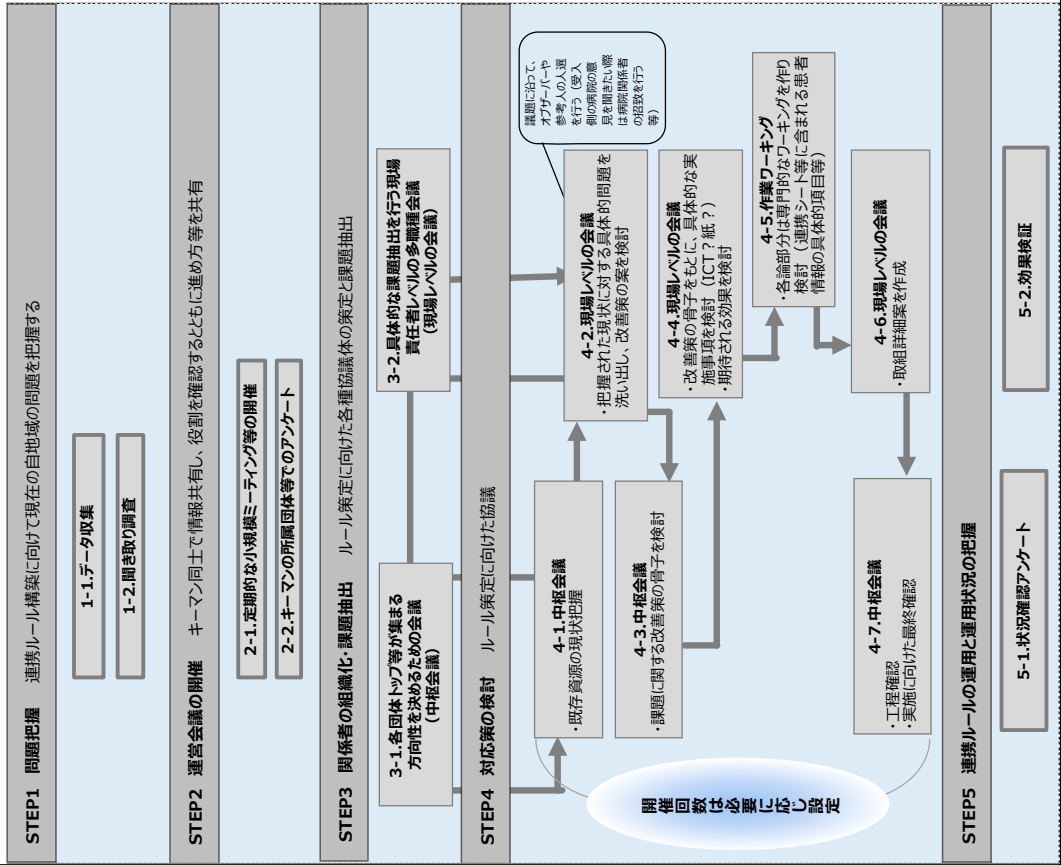 STEP1 問題把握 連携ルール構築に向けて現在の自地域の問題を把握する
1-1.データ収集
1-2.聞き取り調査
STEP2 運営会議の開催 キーマン同士で情報共有し、役割を確認するとともに進め方等を共有
2-1.定期的な小規模ミーティング等の開催
2-2.キーマンの所属団体等でのアンケート
STEP3 関係者の組織化・課題抽出 ルール策定に向けた各種協議体の策定と課題抽出
3-1.各団体トップ等が集まる
方向性を決めるための会議
(中枢会議)
3-2.具体的な課題抽出を行う現場
責任者レベルの多職種会議
(現場レベルの会議)
STEP4 対応策の検討 ルール策定に向けた協議
議題に沿って、
オブザーバーや
参考人の人選
を行う(受入
側の病院の意
見を聞きたい際
は病院関係者
の招致を行う
等)
4-1.中枢会議
・既存資源の現状把握
4-2.現場レベルの会議
・把握された現状に対する具体的問題を
洗い出し、改善策の案を検討
4-3.中枢会議
・課題に関する改善策の骨子を検討
4-4.現場レベルの会議
・改善策の骨子をもとに、具体的な実
施事項を検討(ICT?紙?)
・期待される効果を検討
4-5.作業ワーキング
・各論部分は専門的なワーキングを作り
検討(連携シート等に含まれる患者
情報の具体的項目等)
4-6.現場レベルの会議
・取組詳細案を作成
4-7.中枢会議
・工程確認
・実施に向けた最終確認
開催回数は必要に応じ設定
STEP5 連携ルールの運用と運用状況の把握
5-1.状況確認アンケート
5-2.効果検証